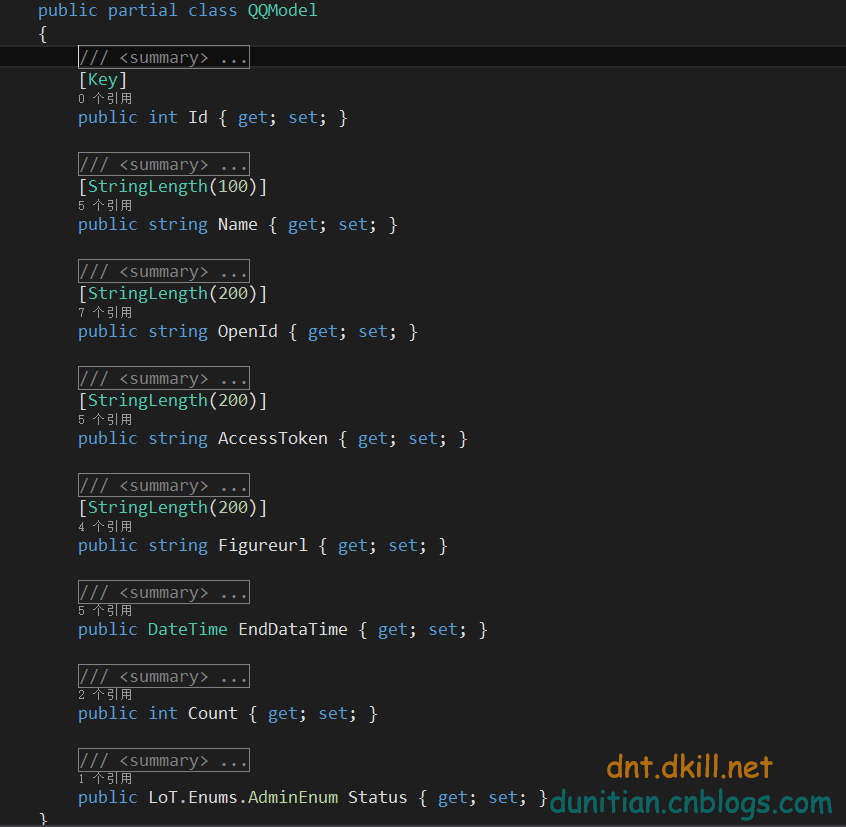 public partial class QQModel
{
/// <summary> ...
[Key]
0 个引用
public int Id { get; set; }
/// <summary> ...
[StringLength(100)]
5 个引用
public string Name { get; set; }
/// <summary> ...
[StringLength(200)]
7 个引用
public string OpenId { get; set; }
/// <summary> ...
[StringLength(200)]
5 个引用
public string AccessToken { get; set; }
/// <summary> ...
[StringLength(200)]
4 个引用
public string Figureurl { get; set; }
/// <summary> ...
5 个引用
public DateTime EndDataTime { get; set; }
/// <summary> ...
2 个引用
public int Count { get; set; }
/// <summary> ...
1 个引用
public LoT.Enums.AdminEnum Status { get; set; }
}
dnt.dkill.net
dunitian.cnblogs.com